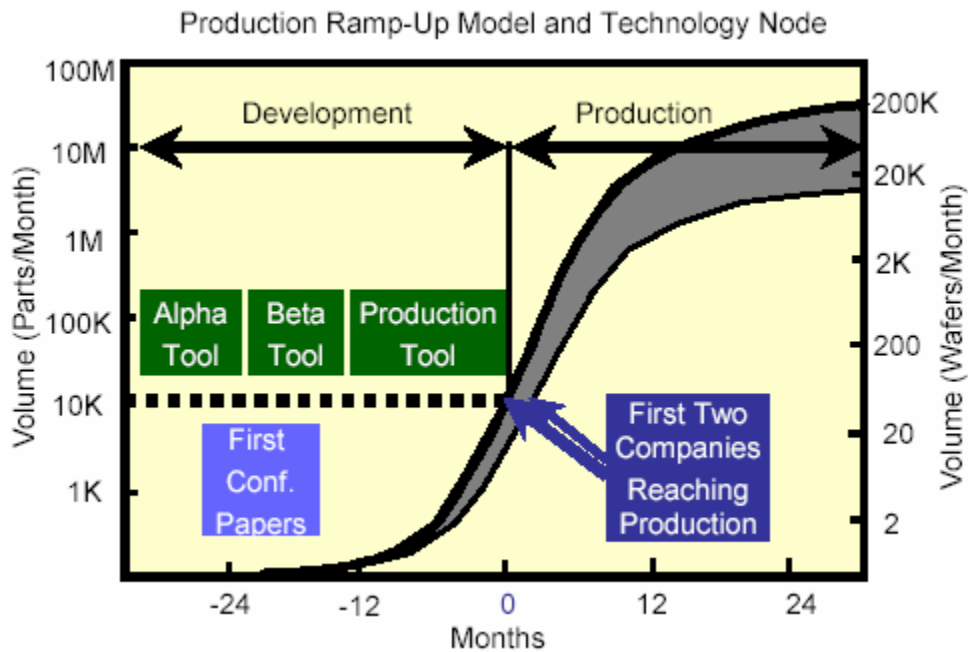 Production Ramp-Up Model and Technology Node
100M
10M
1M
100K
10K
1K
Volume (Parts/Month)
Development
Production
Alpha
Tool
Beta
Tool
Production
Tool
First
Conf.
Papers
First Two
Companies
Reaching
Production
200K
20K
2K
200
20
2
Volume (Wafers/Month)
-24
-12
0
12
24
Months